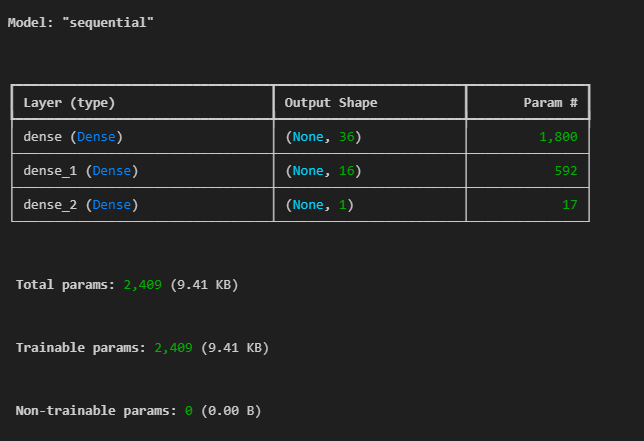 Model: "sequential"
Layer (type) Output Shape Param #
dense (Dense) (None, 36) 1,800
dense_1 (Dense) (None, 16) 592
dense_2 (Dense) (None, 1) 17
Total params: 2,409 (9.41 KB)
Trainable params: 2,409 (9.41 KB)
Non-trainable params: 0 (0.00 B)